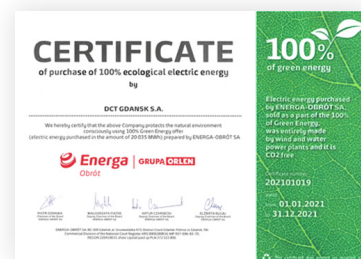 CERTIFICATE
of purchase of 100% ecological electric energy
by
DCT GDANSK S.A.
We hereby certify that the above Company protects the natural environment
consciously using 100% Green Energy offer
(electric energy purchased in the amount of 20 035 MWh) prepared by ENERGA-OBRÓT SA
Energa
Obrót
GRUPA ORLEN
100%
of green energy
Electric energy purchased
by ENERGA-OBRÓT SA,
sold as a part of the 100%
of Green Energy,
was entirely made
by wind and water
power plants and it is
CO2 free
Certificate number
202101019
from 01.01.2021
to 31.12.2021